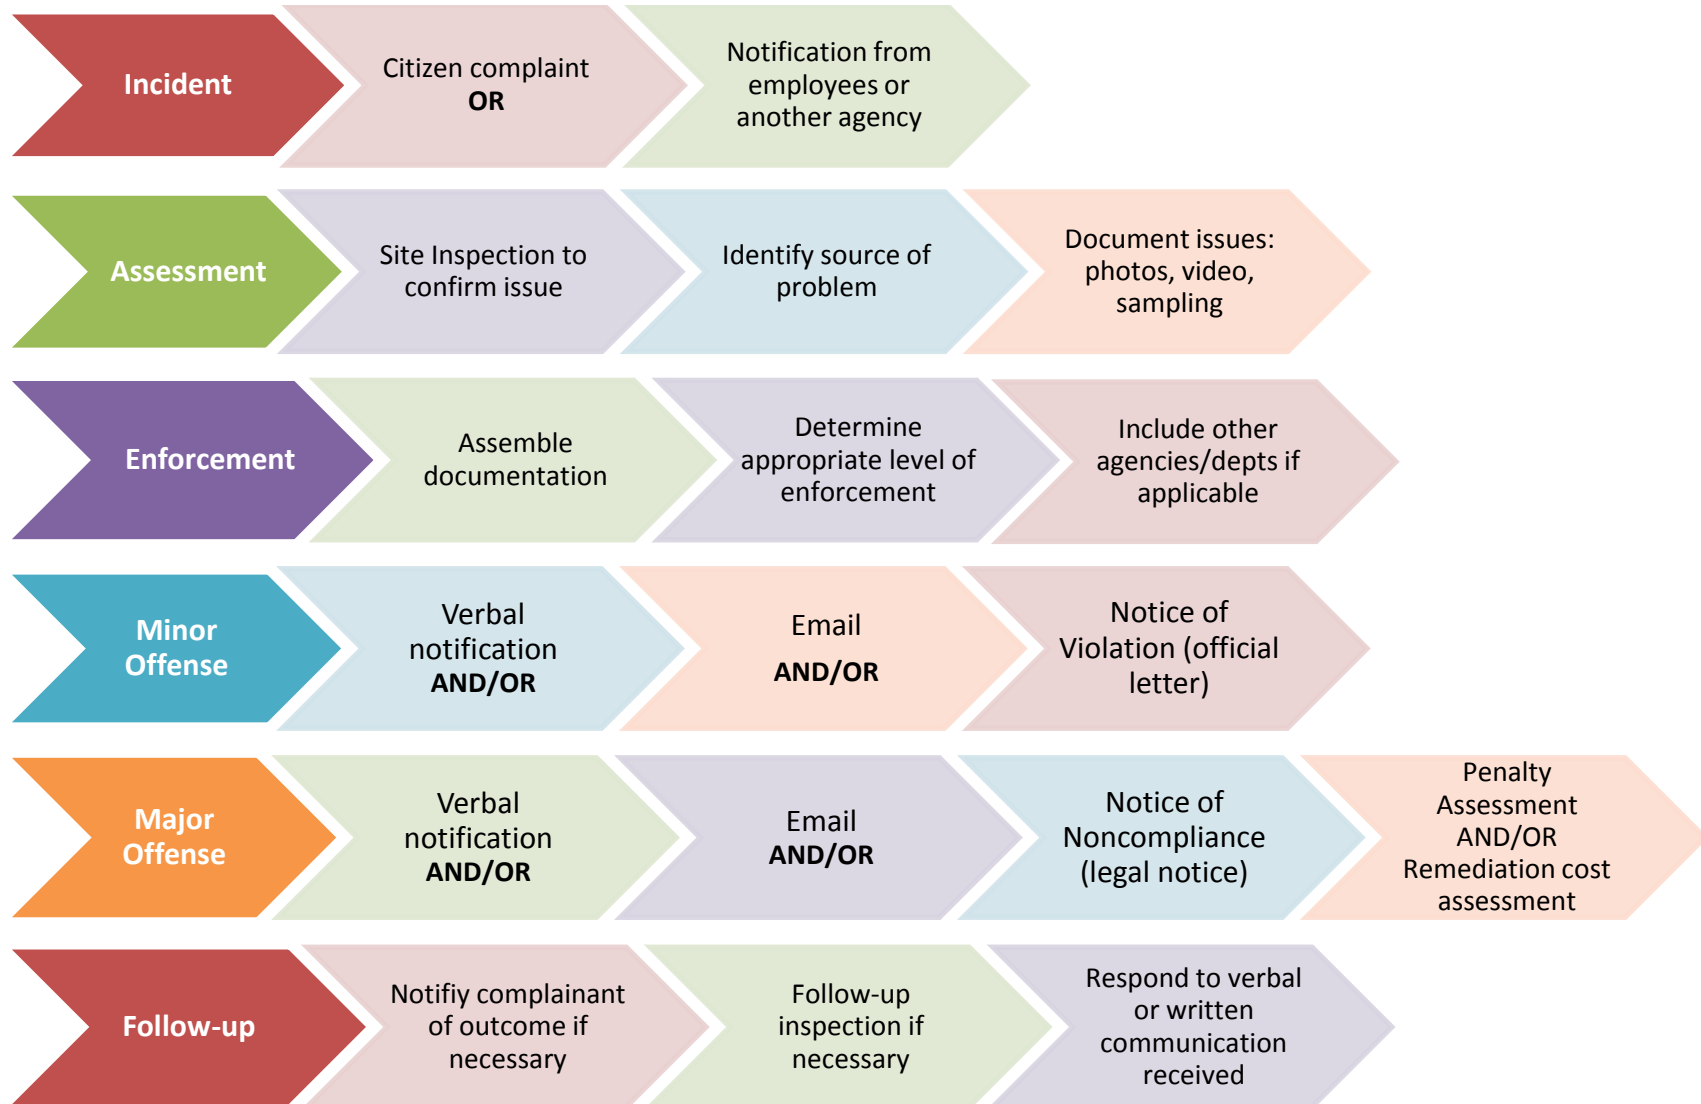 Incident
Citizen complaint
OR
Notification from
employees or
another agency
Assessment
Site Inspection to
confirm issue
Identify source of
problem
Document issues:
photos, video,
sampling
Enforcement
Assemble
documentation
Determine
appropriate level of
enforcement
Include other
agencies/depts if
applicable
Minor
Offense
Verbal
notification
AND/OR
Email
AND/OR
Notice of
Violation (official
letter)
Major
Offense
Verbal
notification
AND/OR
Email
AND/OR
Notice of
Noncompliance
(legal notice)
Penalty
Assessment
AND/OR
Remediation cost
assessment
Follow-up
Notifiy complainant
of outcome if
necessary
Follow-up
inspection if
necessary
Respond to verbal
or written
communication
received